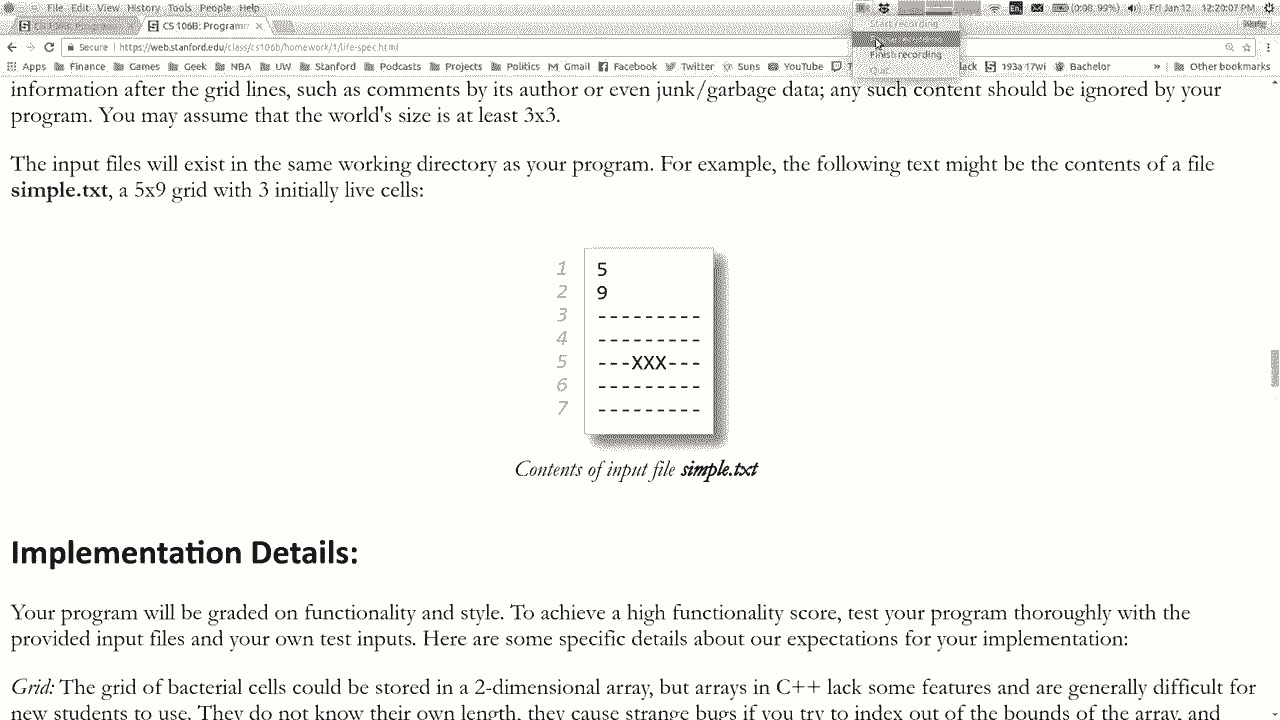 File Edit View History Tools People Help (0:08, 99%) Fri Jan 12, 12:20:07 PM
CS 106B: Program
Secure https://web.stanford.edu/class/cs106b/homework/1/life-spec.html
Finish recording
Quit
Apps Finance Games Geek NBA UW Stanford Podcasts Projects Politics Gmail Facebook Twitter Suns YouTube 193a 17wi Bachelor » Other bookmarks
information after the grid lines, such as comments by its author or even junk/garbage data; any such content should be ignored by your
program. You may assume that the world's size is at least 3x3.
The input files will exist in the same working directory as your program. For example, the following text might be the contents of a file
simple.txt, a 5x9 grid with 3 initially live cells:
1 5
2 9
3 ---------
4 ---------
5 ---XXX---
6 ---------
7 ---------
Contents of input file simple.txt
Implementation Details:
Your program will be graded on functionality and style. To achieve a high functionality score, test your program thoroughly with the
provided input files and your own test inputs. Here are some specific details about our expectations for your implementation:
Grid: The grid of bacterial cells could be stored in a 2-dimensional array, but arrays in C++ lack some features and are generally difficult for
new students to use. They do not know their own length, they cause strange bugs if you try to index out of the bounds of the array, and